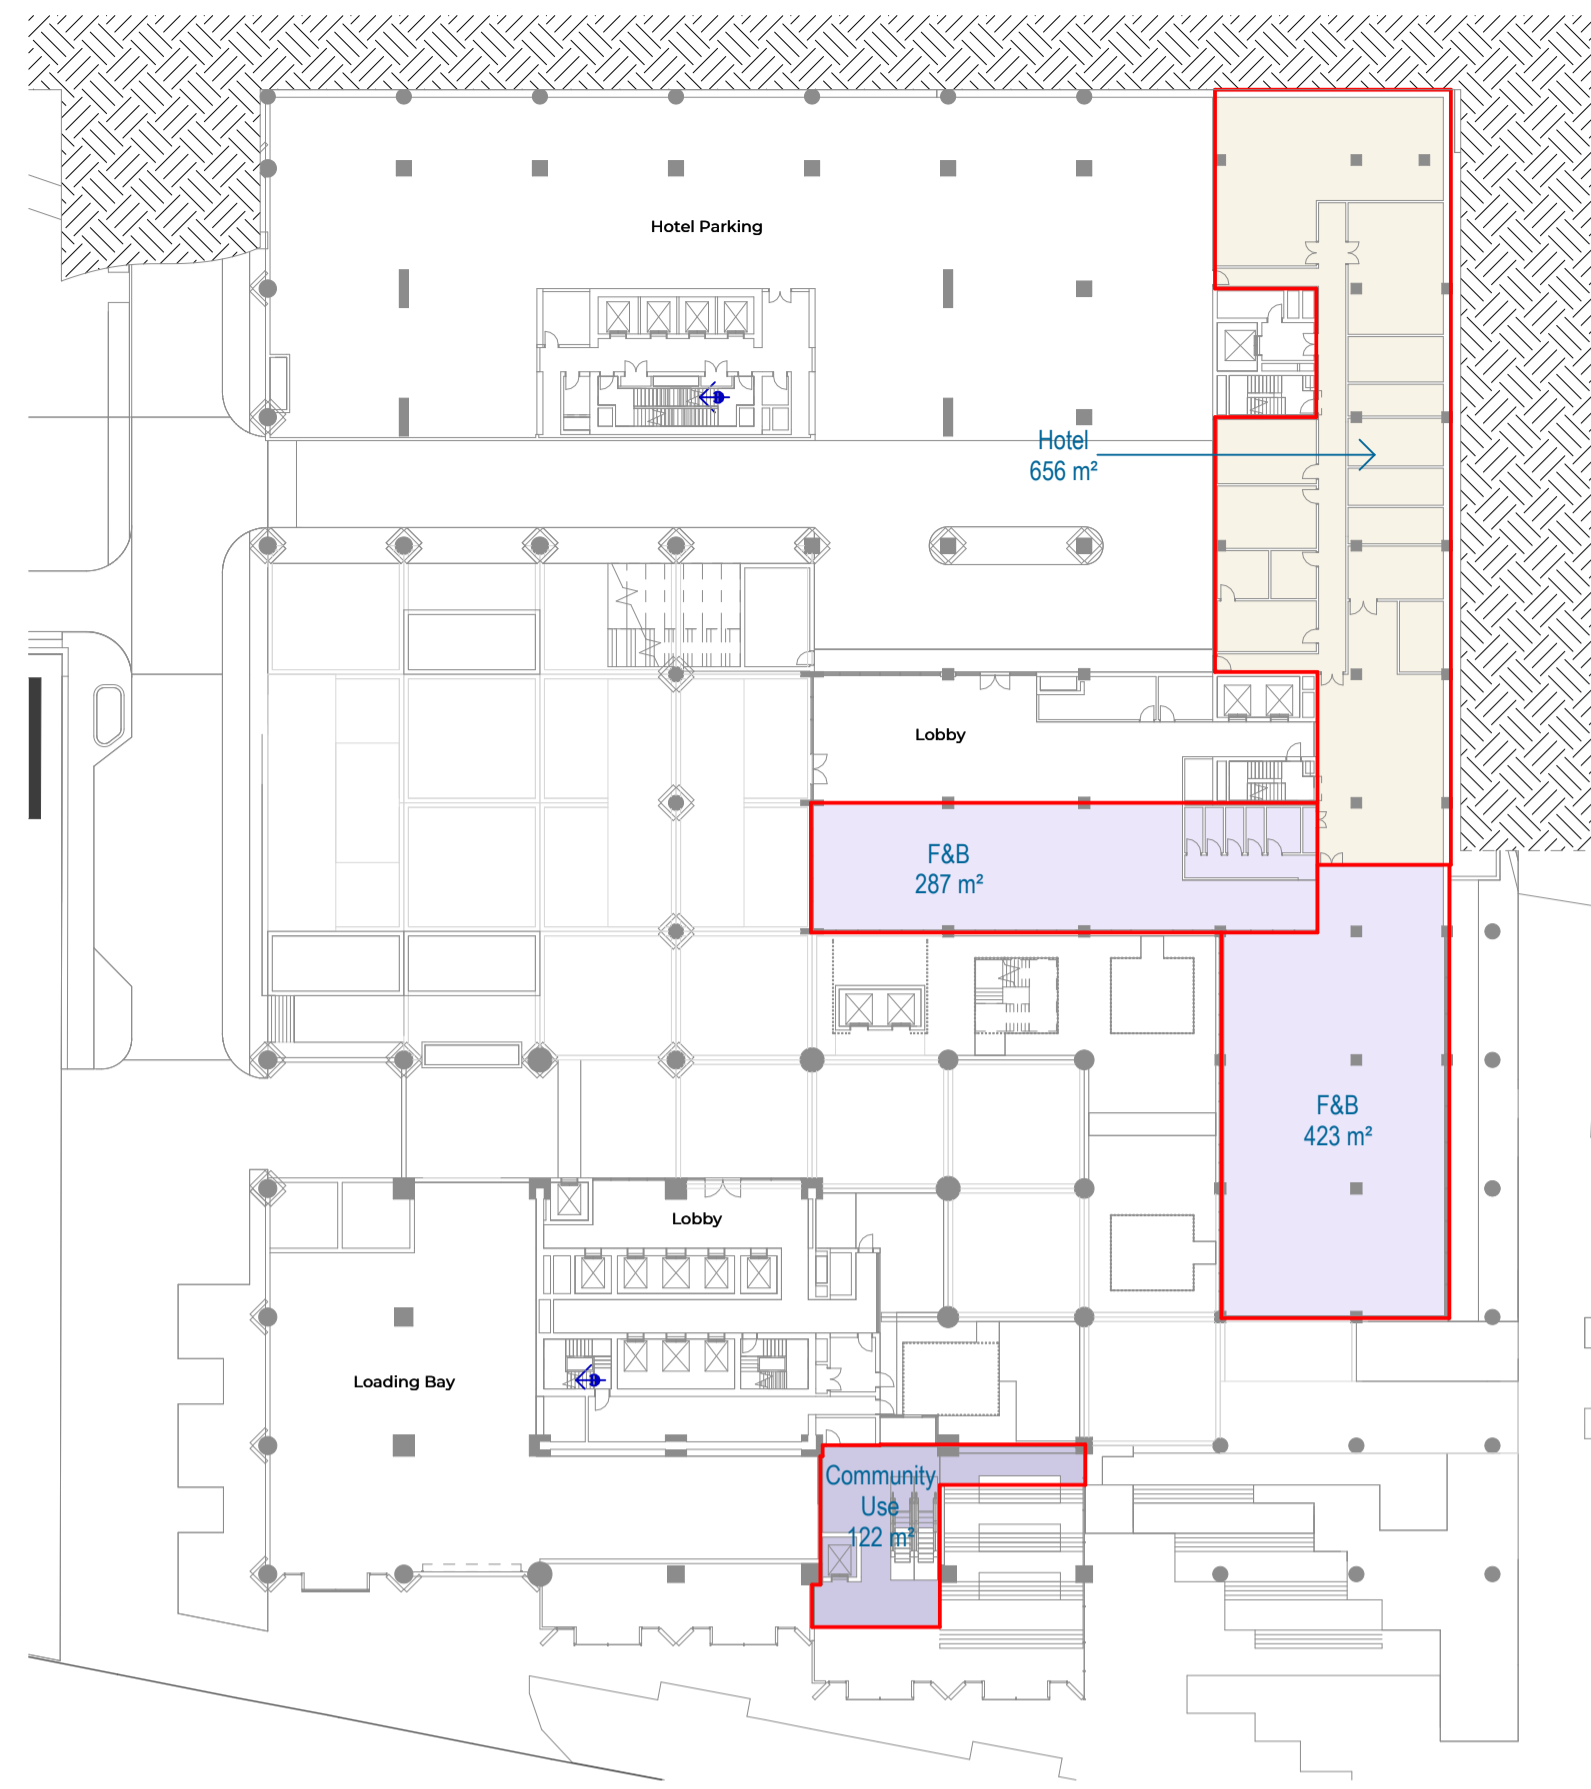 Hotel Parking
Hotel
656 m²
Lobby
F&B
287 m²
F&B
423 m²
Lobby
Loading Bay
Community
Use
122 m²